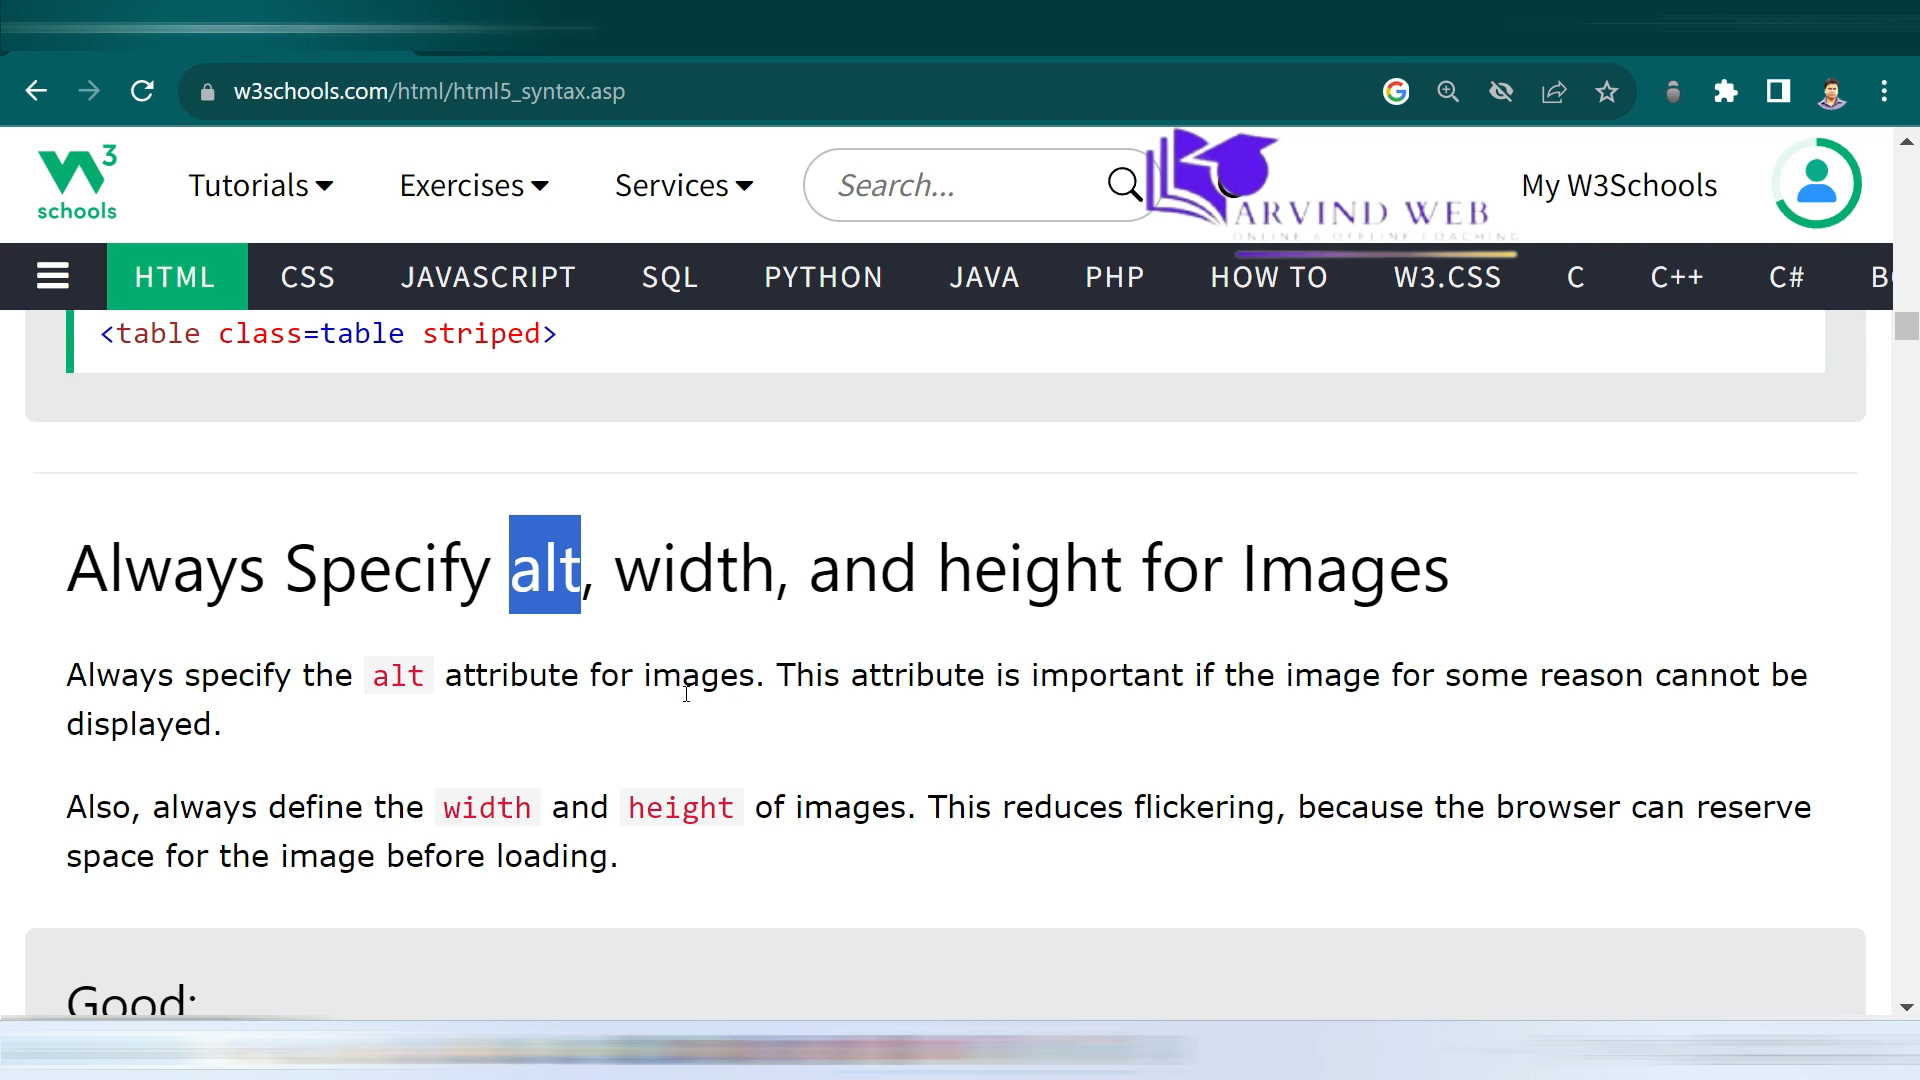 w3schools.com/html/html5_syntax.asp
W3 schools
Tutorials
Exercises
Services
Search...
ARVIND WEB
ONLINE & OFFLINE COACHING
My W3Schools
HTML CSS JAVASCRIPT SQL PYTHON JAVA PHP HOW TO W3.CSS C C++ C#
<table class=table striped>
Always Specify alt, width, and height for Images
Always specify the alt attribute for images. This attribute is important if the image for some reason cannot be
displayed.
Also, always define the width and height of images. This reduces flickering, because the browser can reserve
space for the image before loading.
Good: